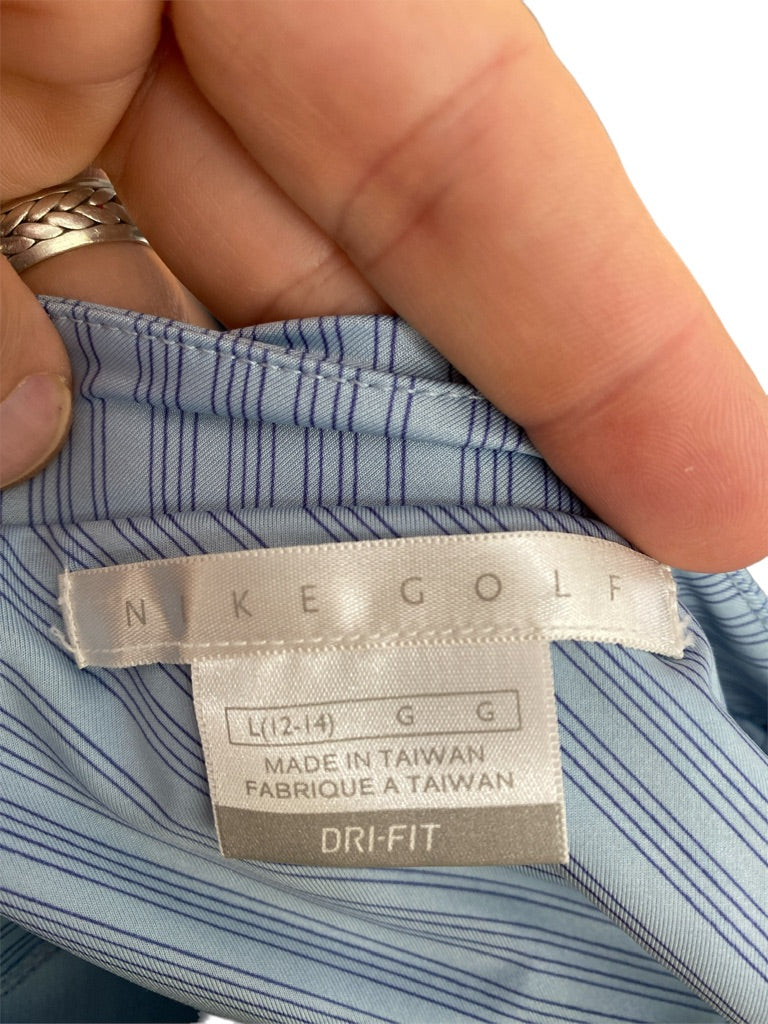 NIKE GOLF
L(12-14) G G
MADE IN TAIWAN
FABRIQUE A TAIWAN
DRI-FIT